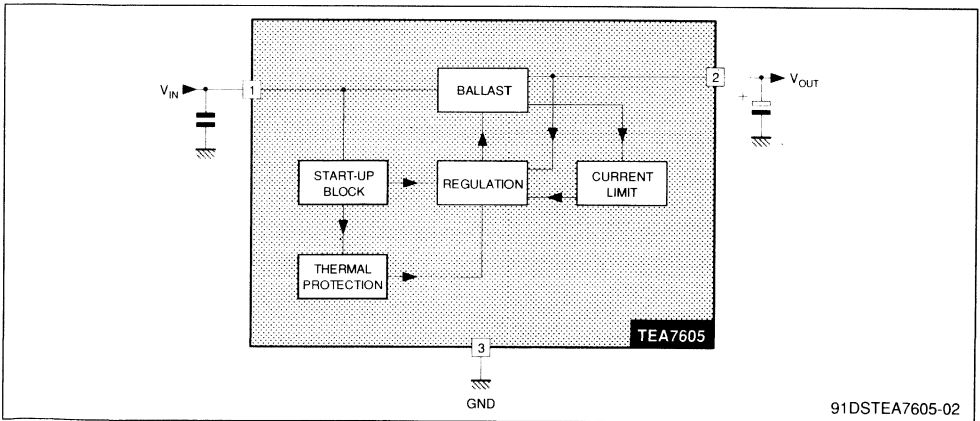 V_IN
1
BALLAST
2
+
V_OUT
START-UP
BLOCK
REGULATION
CURRENT
LIMIT
THERMAL
PROTECTION
TEA7605
3
GND
91DSTEA7605-02